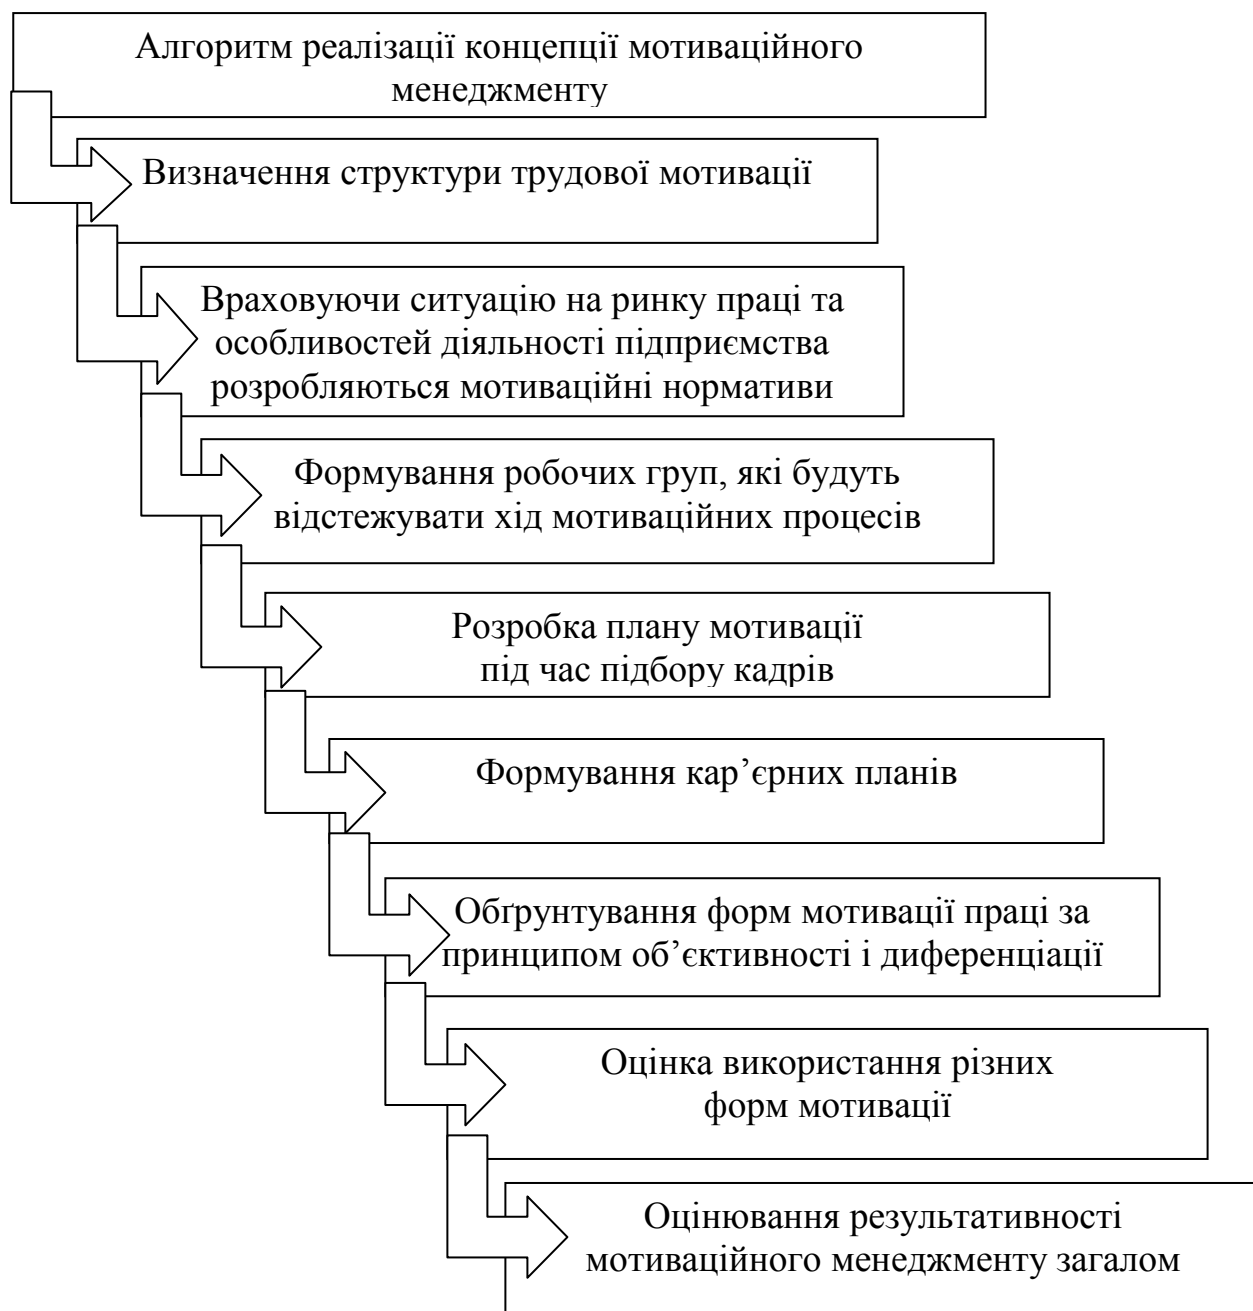 Алгоритм реалізації концепції мотиваційного
менеджменту
Визначення структури трудової мотивації
Враховуючи ситуацію на ринку праці та
особливостей діяльності підприємства
розробляються мотиваційні нормативи
Формування робочих груп, які будуть
відстежувати хід мотиваційних процесів
Розробка плану мотивації
під час підбору кадрів
Формування кар’єрних планів
Обґрунтування форм мотивації праці за
принципом об’єктивності і диференціації
Оцінка використання різних
форм мотивації
Оцінювання результативності
мотиваційного менеджменту загалом